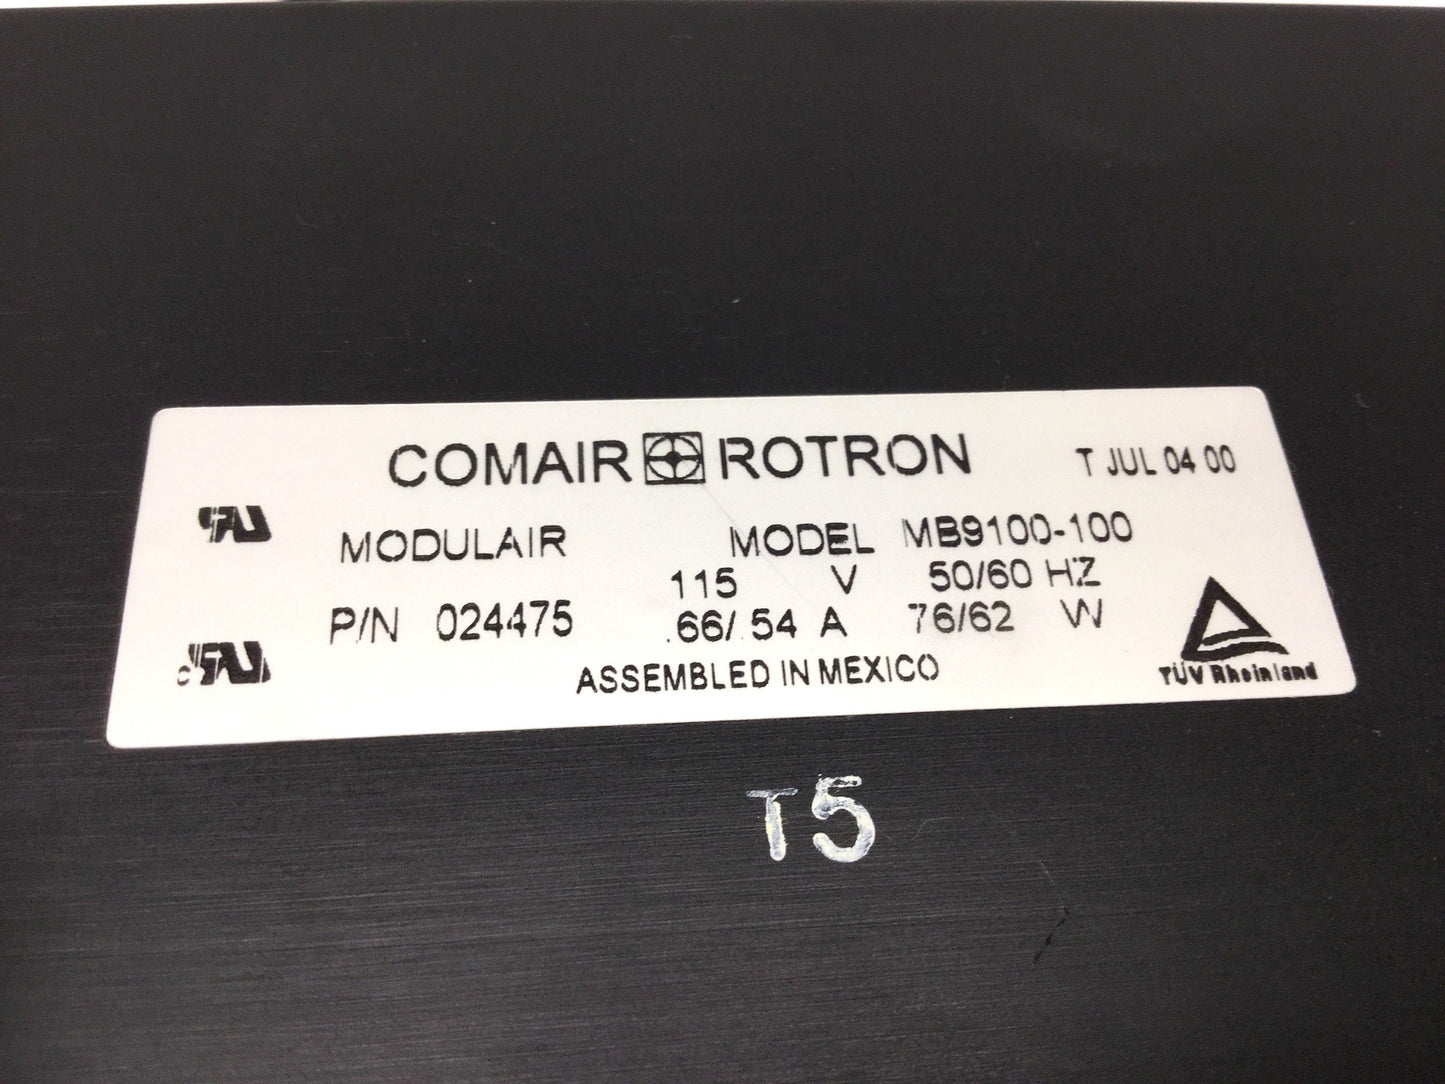 COMAIR ROTRON T JUL 04 00
MODULAIR MODEL MB9100-100
115 V 50/60 HZ
P/N 024475 .66/.54 A 76/62 W
ASSEMBLED IN MEXICO
TÜV Rheinland
T5